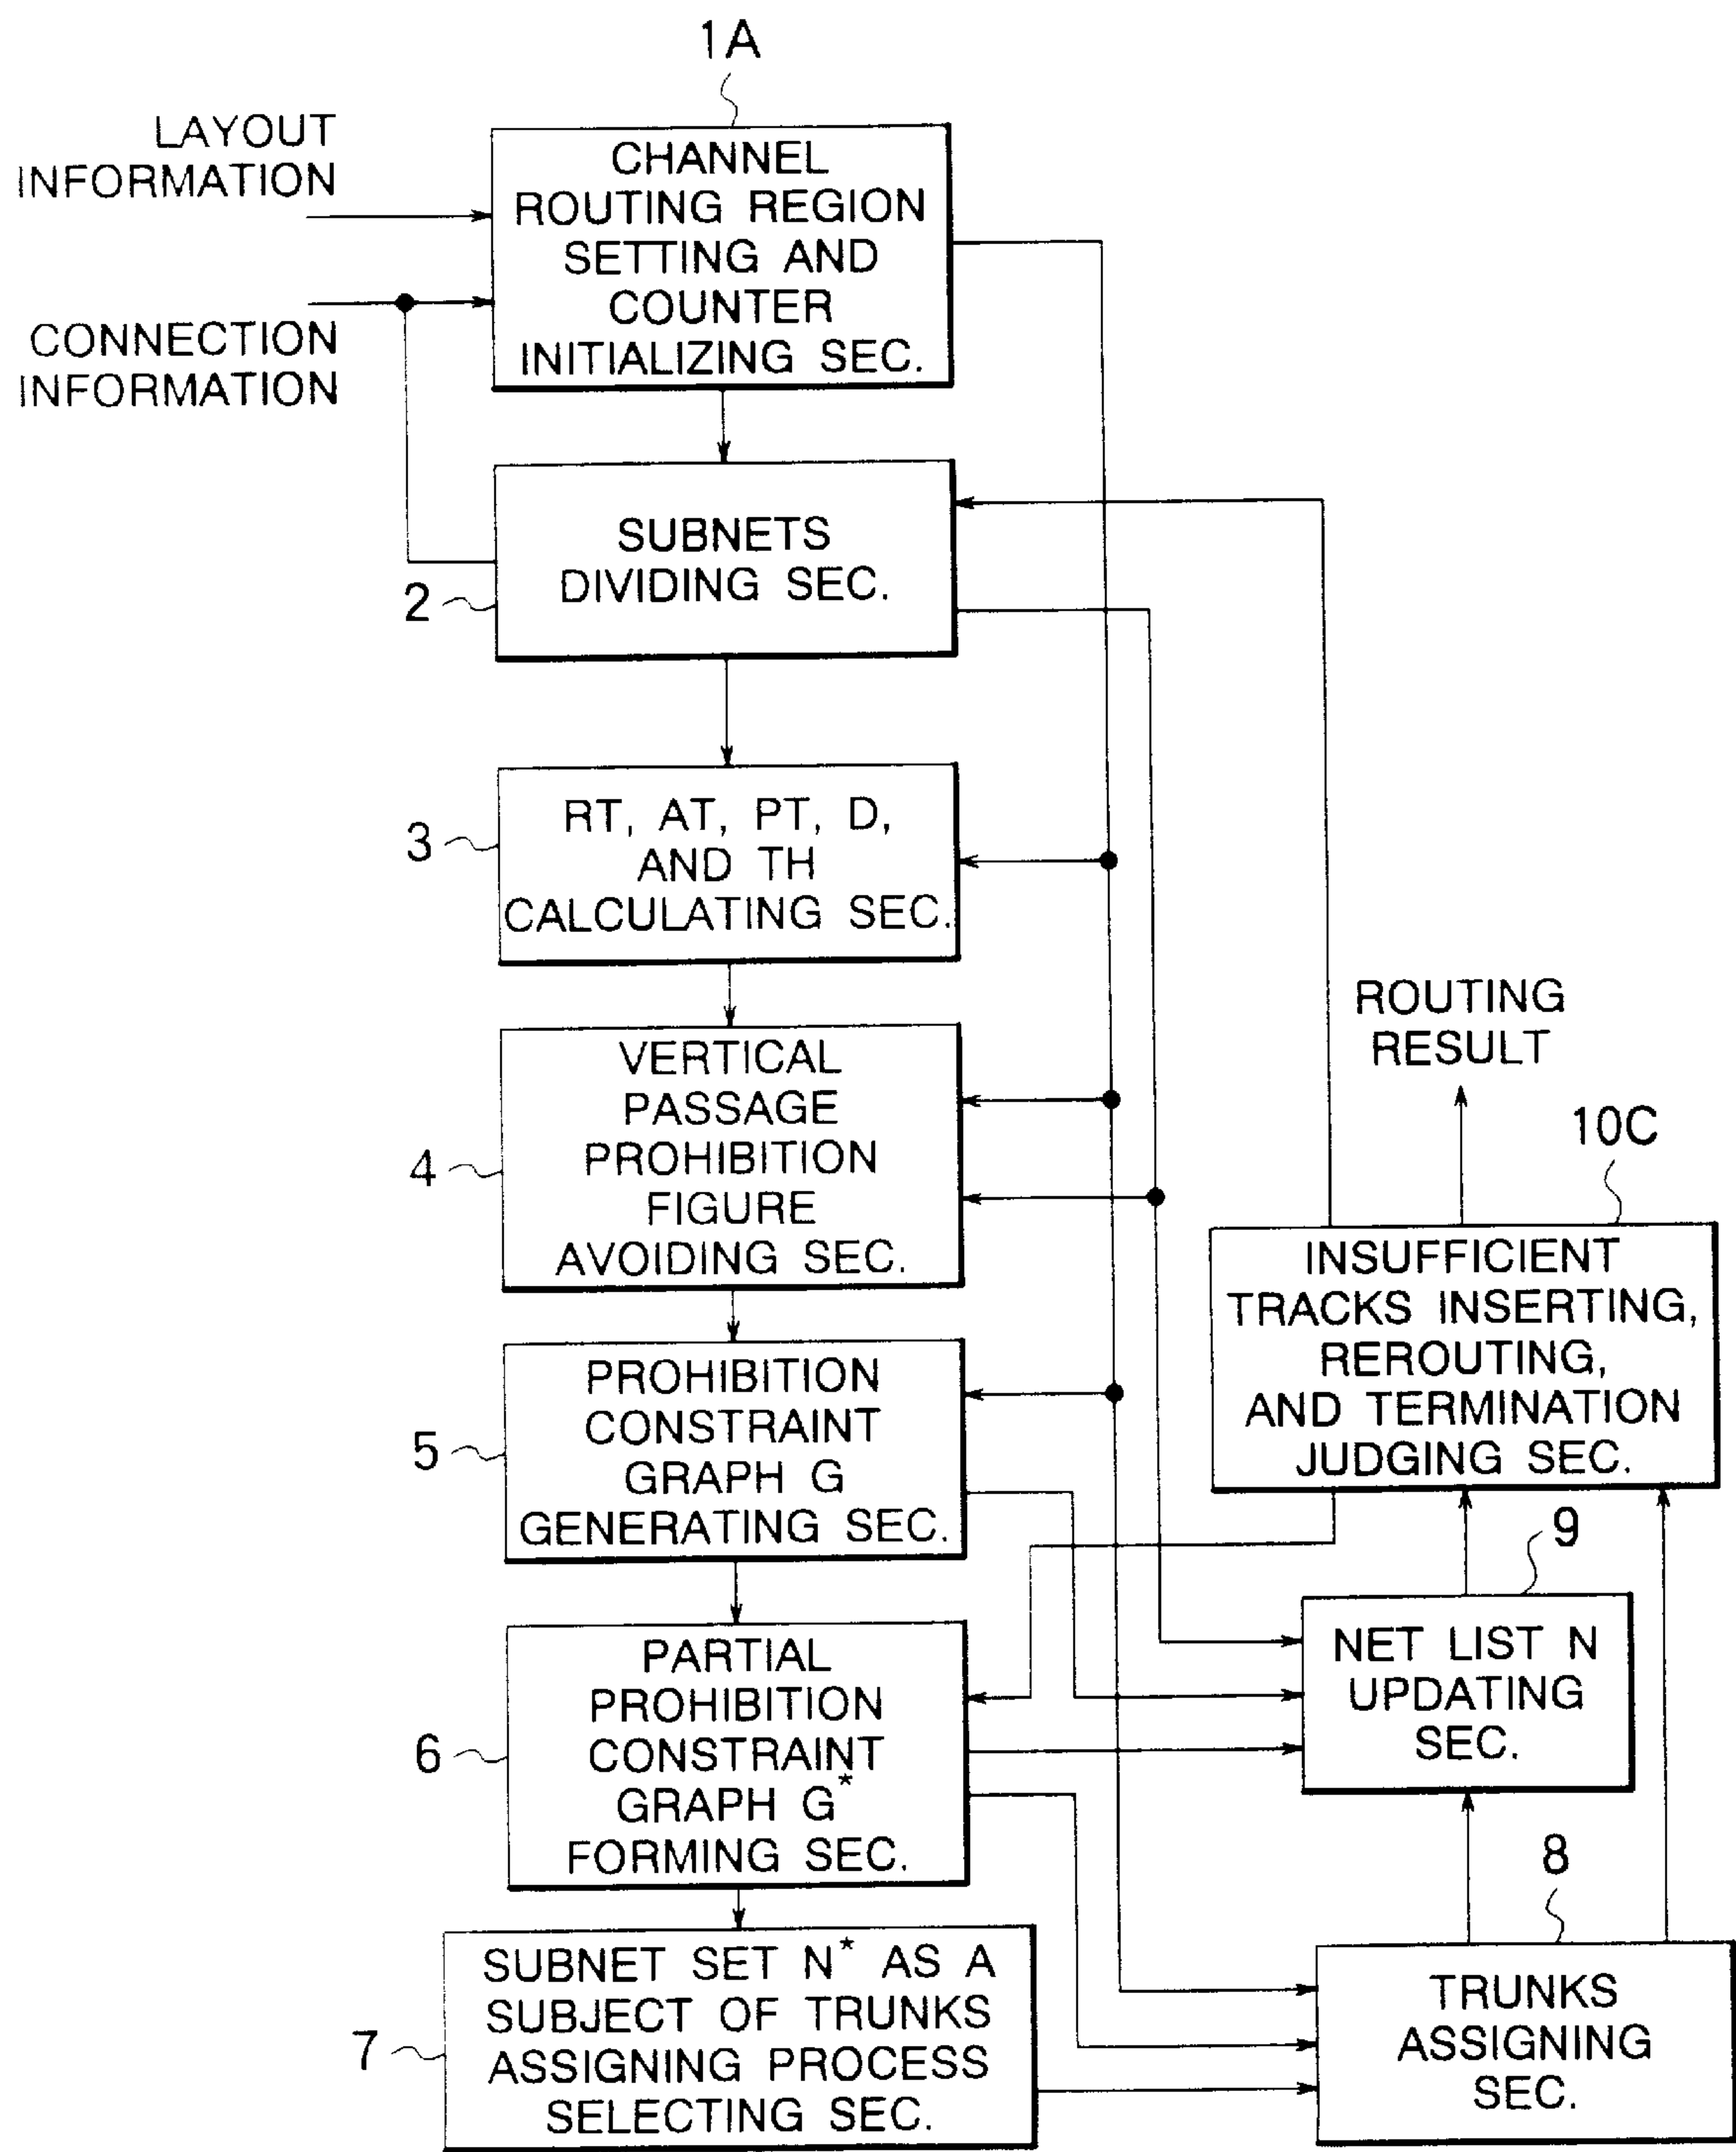 1A
LAYOUT
INFORMATION
CONNECTION
INFORMATION
CHANNEL
ROUTING REGION
SETTING AND
COUNTER
INITIALIZING SEC.
2
SUBNETS
DIVIDING SEC.
3
RT, AT, PT, D,
AND TH
CALCULATING SEC.
4
VERTICAL
PASSAGE
PROHIBITION
FIGURE
AVOIDING SEC.
ROUTING
RESULT
10C
INSUFFICIENT
TRACKS INSERTING,
REROUTING,
AND TERMINATION
JUDGING SEC.
5
PROHIBITION
CONSTRAINT
GRAPH G
GENERATING SEC.
9
NET LIST N
UPDATING
SEC.
6
PARTIAL
PROHIBITION
CONSTRAINT
GRAPH G*
FORMING SEC.
8
TRUNKS
ASSIGNING
SEC.
7
SUBNET SET N* AS A
SUBJECT OF TRUNKS
ASSIGNING PROCESS
SELECTING SEC.